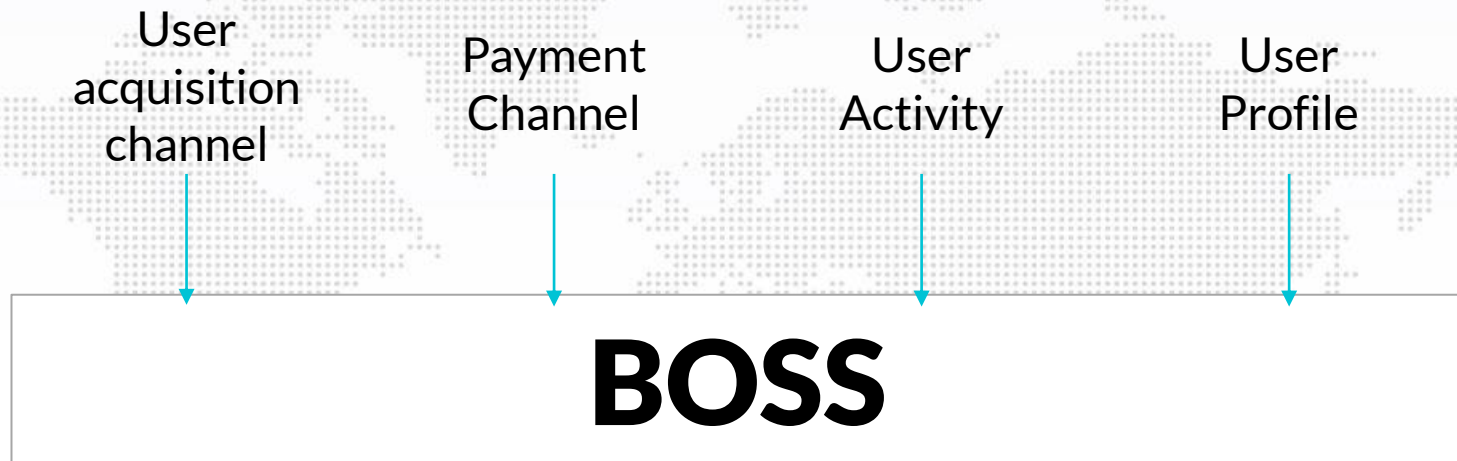 User
acquisition
channel
Payment
Channel
User
Activity
User
Profile
BOSS